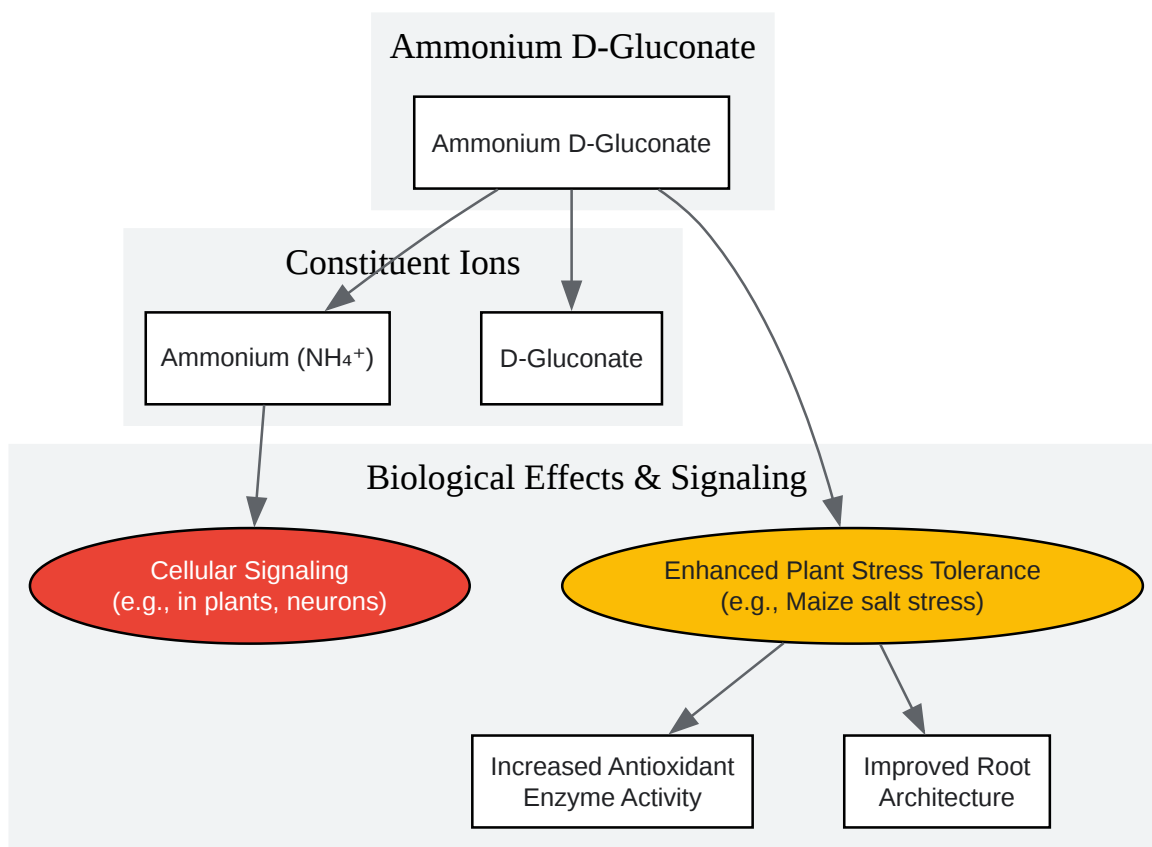 Ammonium D-Gluconate
Ammonium D-Gluconate
Constituent Ions
Ammonium (NH₄⁺)
D-Gluconate
Biological Effects & Signaling
Cellular Signaling
(e.g., in plants, neurons)
Enhanced Plant Stress Tolerance
(e.g., Maize salt stress)
Increased Antioxidant
Enzyme Activity
Improved Root
Architecture